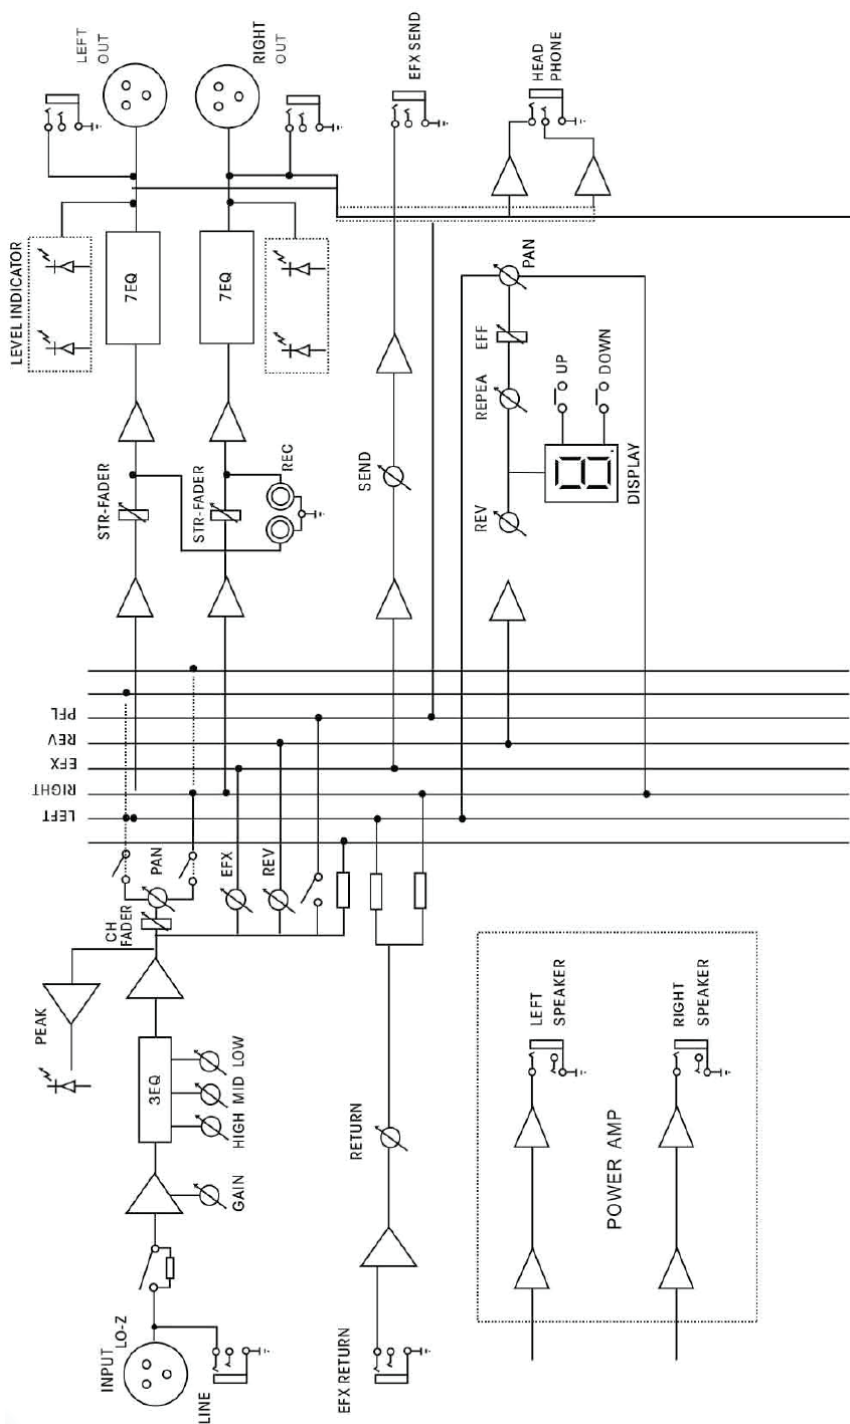 LEFT
OUT
RIGHT
OUT
EFX SEND
HEAD
PHONE
LEVEL INDICATOR
7EQ
7EQ
PAN
EFF
REPEA
UP
DOWN
STR-FADER
STR-FADER
REC
SEND
REV
8
DISPLAY
PFL
REV
EFX
RIGHT
LEFT
PAN
EFX
REV
CH
FADER
PEAK
3EQ
HIGH
MID
LOW
GAIN
RETURN
LEFT
SPEAKER
RIGHT
SPEAKER
POWER AMP
INPUT
LO-Z
LINE
EFX RETURN